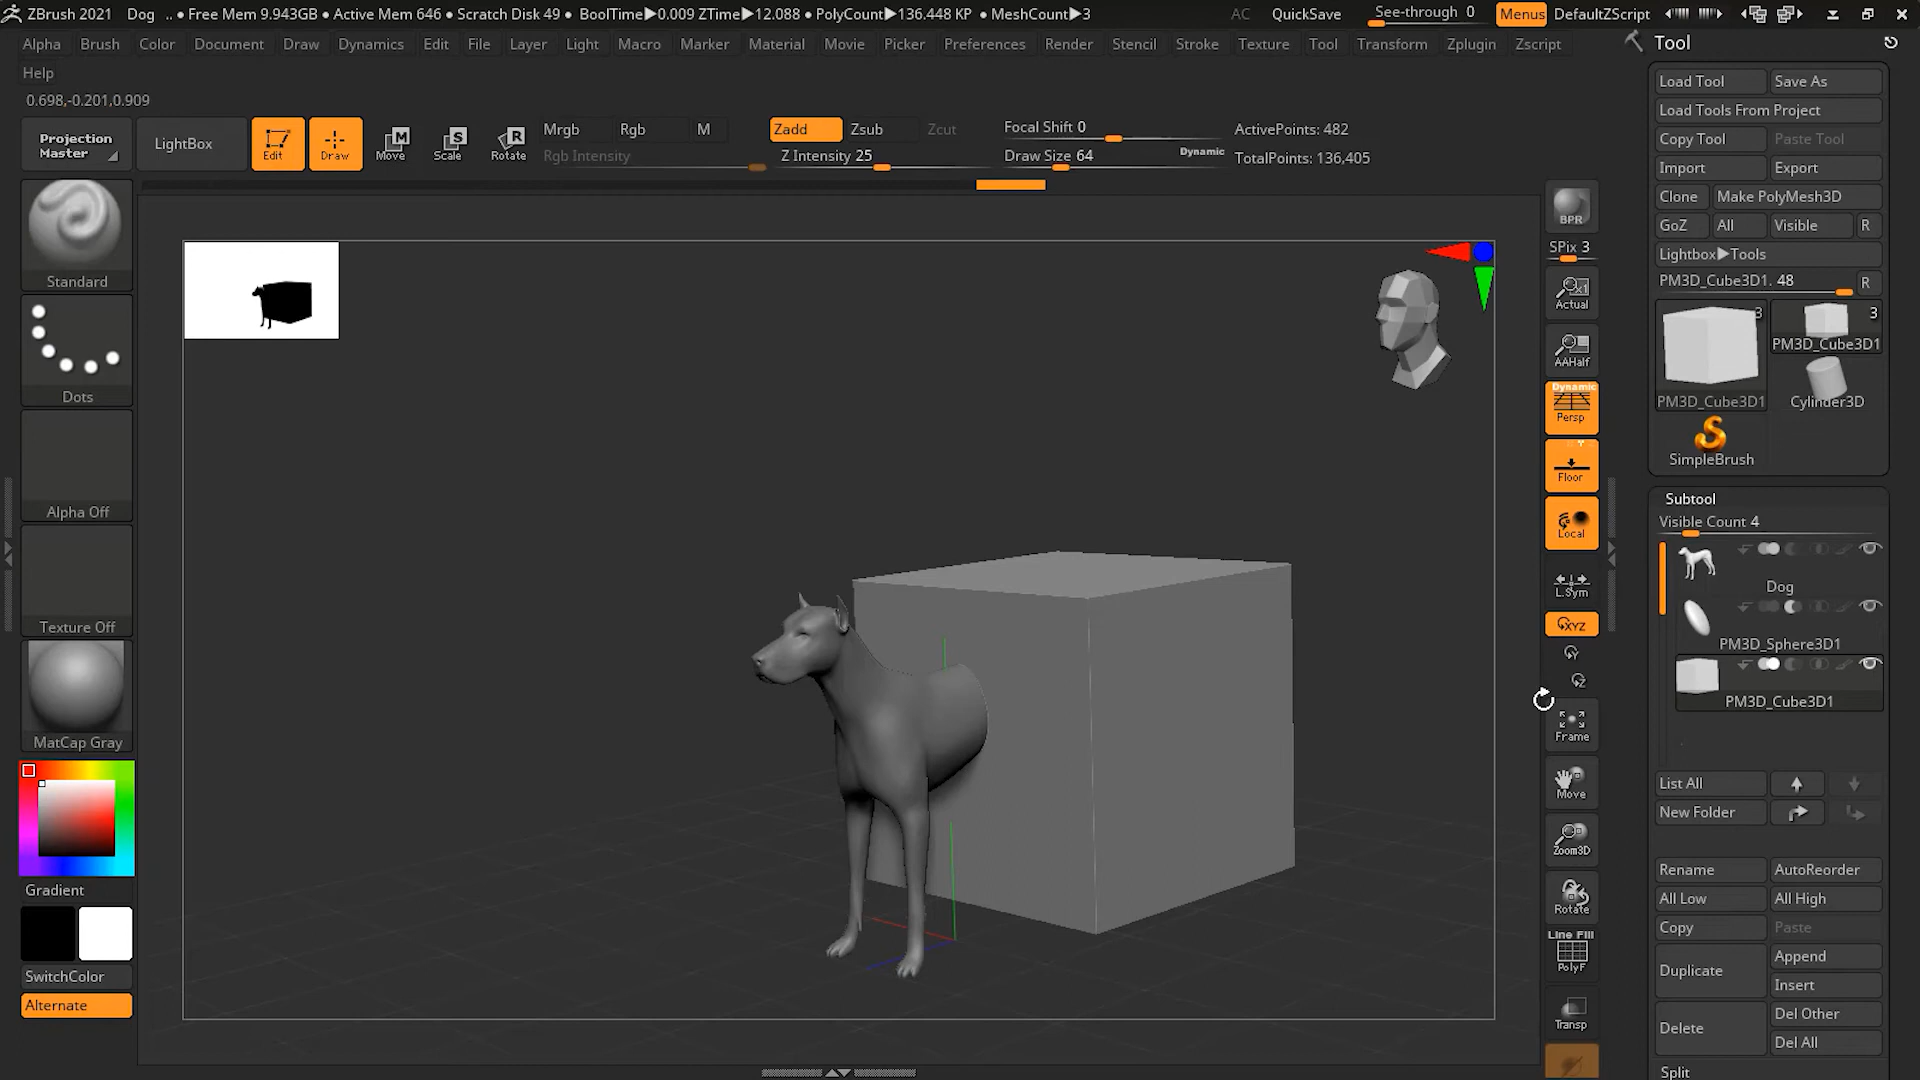 ZBrush 2021 Dog .. • Free Mem 9.943GB • Active Mem 646 • Scratch Disk 49 • BoolTime▶0.009 ZTime▶12.088 • PolyCount▶136.448 KP • MeshCount▶3 AC QuickSave See-through 0 Menus DefaultZScript
Alpha Brush Color Document Draw Dynamics Edit File Layer Light Macro Marker Material Movie Picker Preferences Render Stencil Stroke Texture Tool Transform Zplugin Zscript
Help
0.698,-0.201,0.909
Projection Master
LightBox
Edit
Draw
Move
M
Scale
S
Rotate
R
Mrgb Rgb M
Rgb Intensity
Zadd Zsub Zcut
Z Intensity 25
Focal Shift 0
Draw Size 64 Dynamic
ActivePoints: 482
TotalPoints: 136,405
Standard
Dots
Alpha Off
Texture Off
MatCap Gray
Gradient
SwitchColor
Alternate
BPR
SPix 3
x1
Actual
AAHalf
Dynamic
Persp
Floor
Local
L.Sym
XYZ
Y
Z
Frame
Move
Zoom3D
Rotate
Line Fill
PolyF
Transp
Tool
Load Tool Save As
Load Tools From Project
Copy Tool Paste Tool
Import Export
Clone Make PolyMesh3D
GoZ All Visible R
Lightbox▶Tools
PM3D_Cube3D1. 48 R
3
PM3D_Cube3D1
3
PM3D_Cube3D1
Cylinder3D
SimpleBrush
Subtool
Visible Count 4
Dog
PM3D_Sphere3D1
PM3D_Cube3D1
List All
New Folder
Rename AutoReorder
All Low All High
Copy Paste
Duplicate Append
Insert
Delete Del Other
Del All
Split